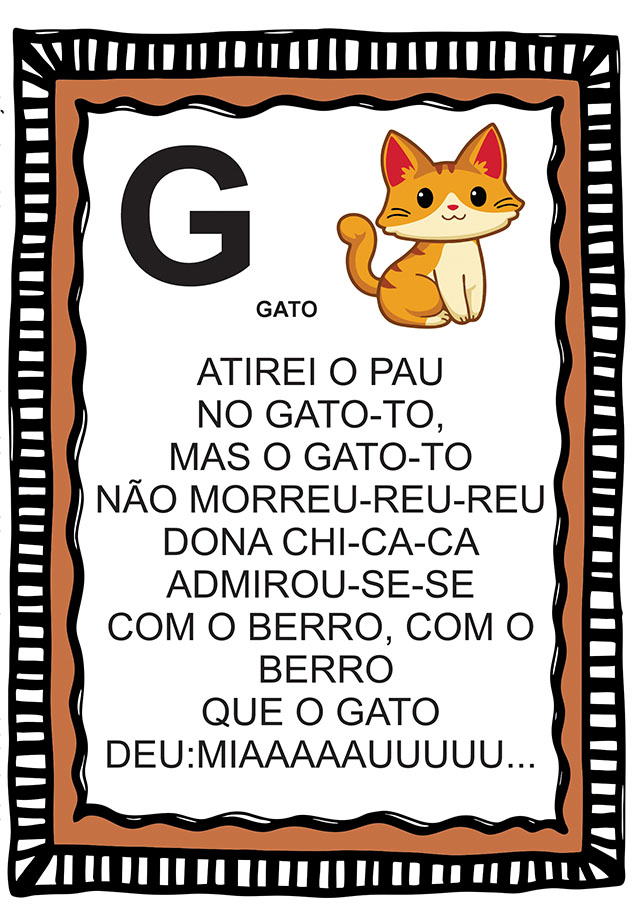 G
GATO
ATIREI O PAU
NO GATO-TO,
MAS O GATO-TO
NÃO MORREU-REU-REU
DONA CHI-CA-CA
ADMIROU-SE-SE
COM O BERRO, COM O
BERRO
QUE O GATO
DEU:MIAAAAAUUUUU...